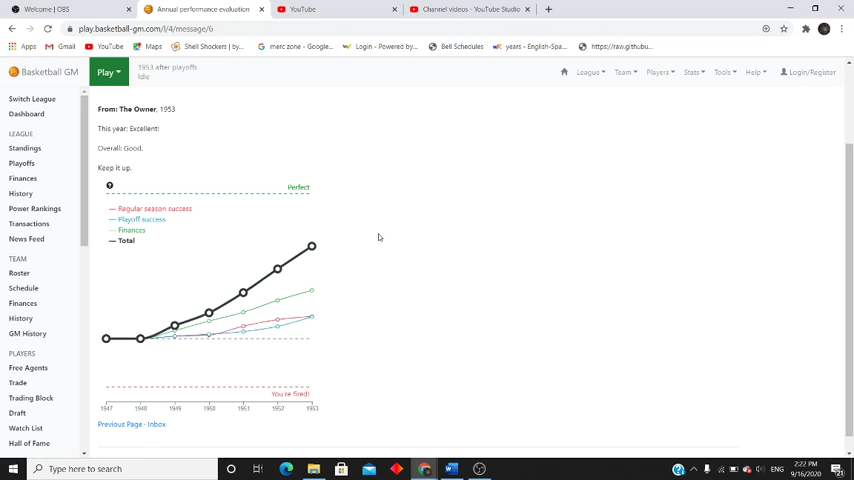 Welcome | OBS
Annual performance evaluation
YouTube
Channel videos - YouTube Studio
play.basketball-gm.com/l/4/message/6
Apps
Gmail
YouTube
Maps
Shell Shockers | by...
merc zone - Google...
Login - Powered by...
Bell Schedules
years - English-Spa...
https://raw.githubu...
Basketball GM
Play
1953 after playoffs
Idle
League
Team
Players
Stats
Tools
Help
Login/Register
Switch League
Dashboard
LEAGUE
Standings
Playoffs
Finances
History
Power Rankings
Transactions
News Feed
TEAM
Roster
Schedule
Finances
History
GM History
PLAYERS
Free Agents
Trade
Trading Block
Draft
Watch List
Hall of Fame
From: The Owner, 1953
This year: Excellent!
Overall: Good.
Keep it up.
Perfect
Regular season success
Playoff success
Finances
Total
You're fired!
1947 1948 1949 1950 1951 1952 1953
Previous Page - Inbox
Type here to search
ENG
2:22 PM
9/16/2020
21